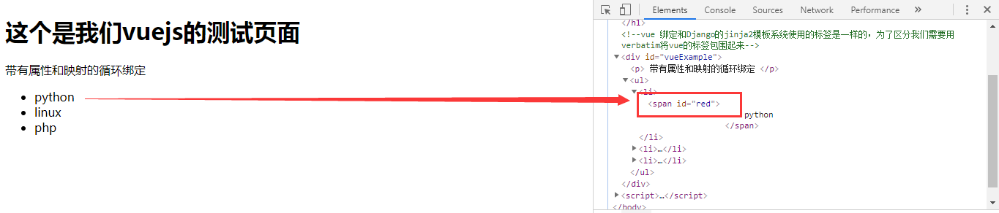 这个是我们vuejs的测试页面
带有属性和映射的循环绑定
python
linux
php
Elements Console Sources Network Performance »
</h1>
<!--vue 绑定和Django的jinja2模板系统使用的标签是一样的，为了区分我们需要用
verbatim将vue的标签包围起来-->
<div id="vueExample">
<p> 带有属性和映射的循环绑定 </p>
<ul>
<li>
<span id="red">
python
</span>
</li>
<li>…</li>
<li>…</li>
</ul>
</div>
<script>…</script>
</body>